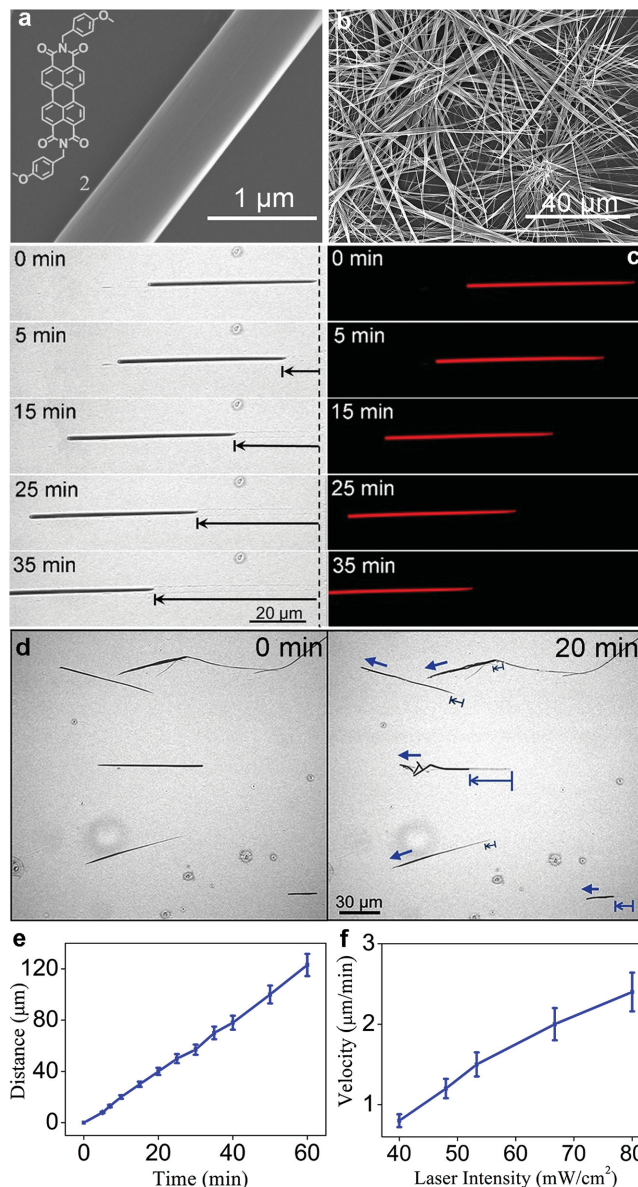 a
O
O
N
O
O
O
N
O
O
2
1 µm
b
40 µm
0 min
0 min
c
5 min
5 min
15 min
15 min
25 min
25 min
35 min
35 min
20 µm
d
0 min
20 min
30 µm
e
Distance (µm)
120
80
40
0
0
20
40
60
Time (min)
f
Velocity (µm/min)
3
2
1
40
50
60
70
80
Laser Intensity (mW/cm²)